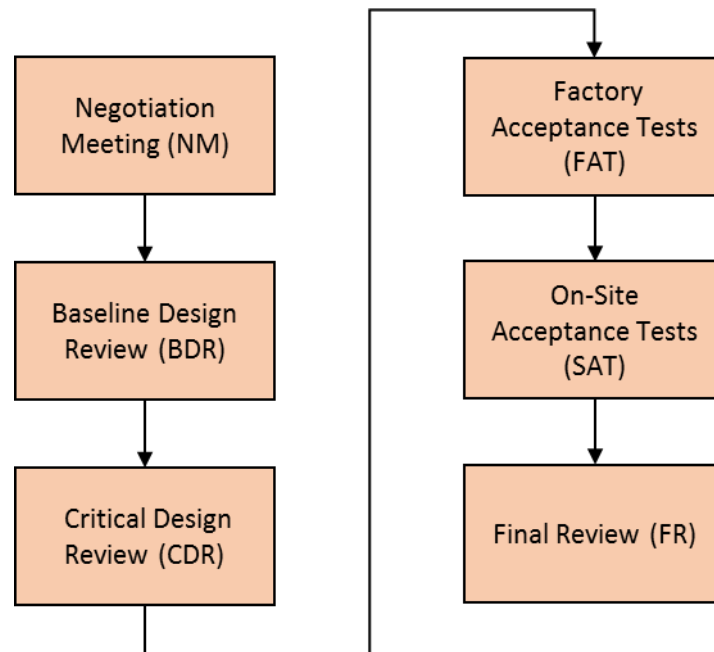 Negotiation
Meeting (NM)
Baseline Design
Review (BDR)
Critical Design
Review (CDR)
Factory
Acceptance Tests
(FAT)
On-Site
Acceptance Tests
(SAT)
Final Review (FR)